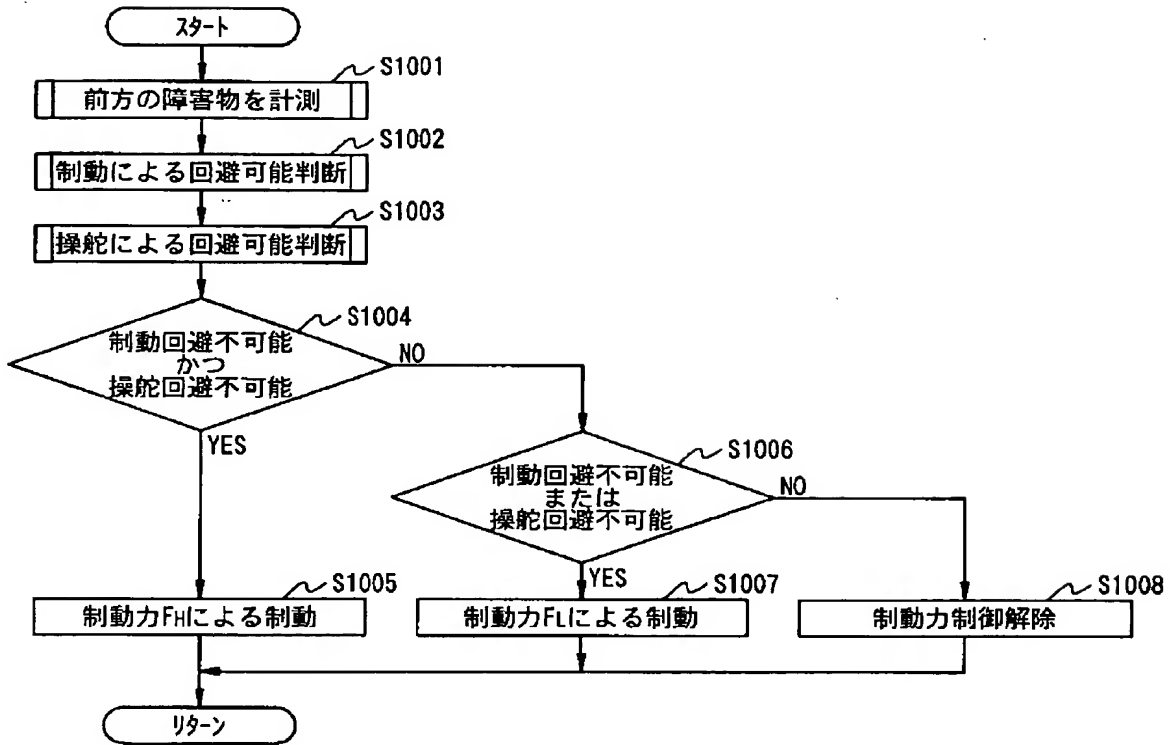 スタート
S1001
前方の障害物を計測
S1002
制動による回避可能判断
S1003
操舵による回避可能判断
S1004
制動回避不可能
かつ
操舵回避不可能
NO
YES
S1006
制動回避不可能
または
操舵回避不可能
NO
YES
S1005
制動力FHによる制動
S1007
制動力FLによる制動
S1008
制動力制御解除
リターン